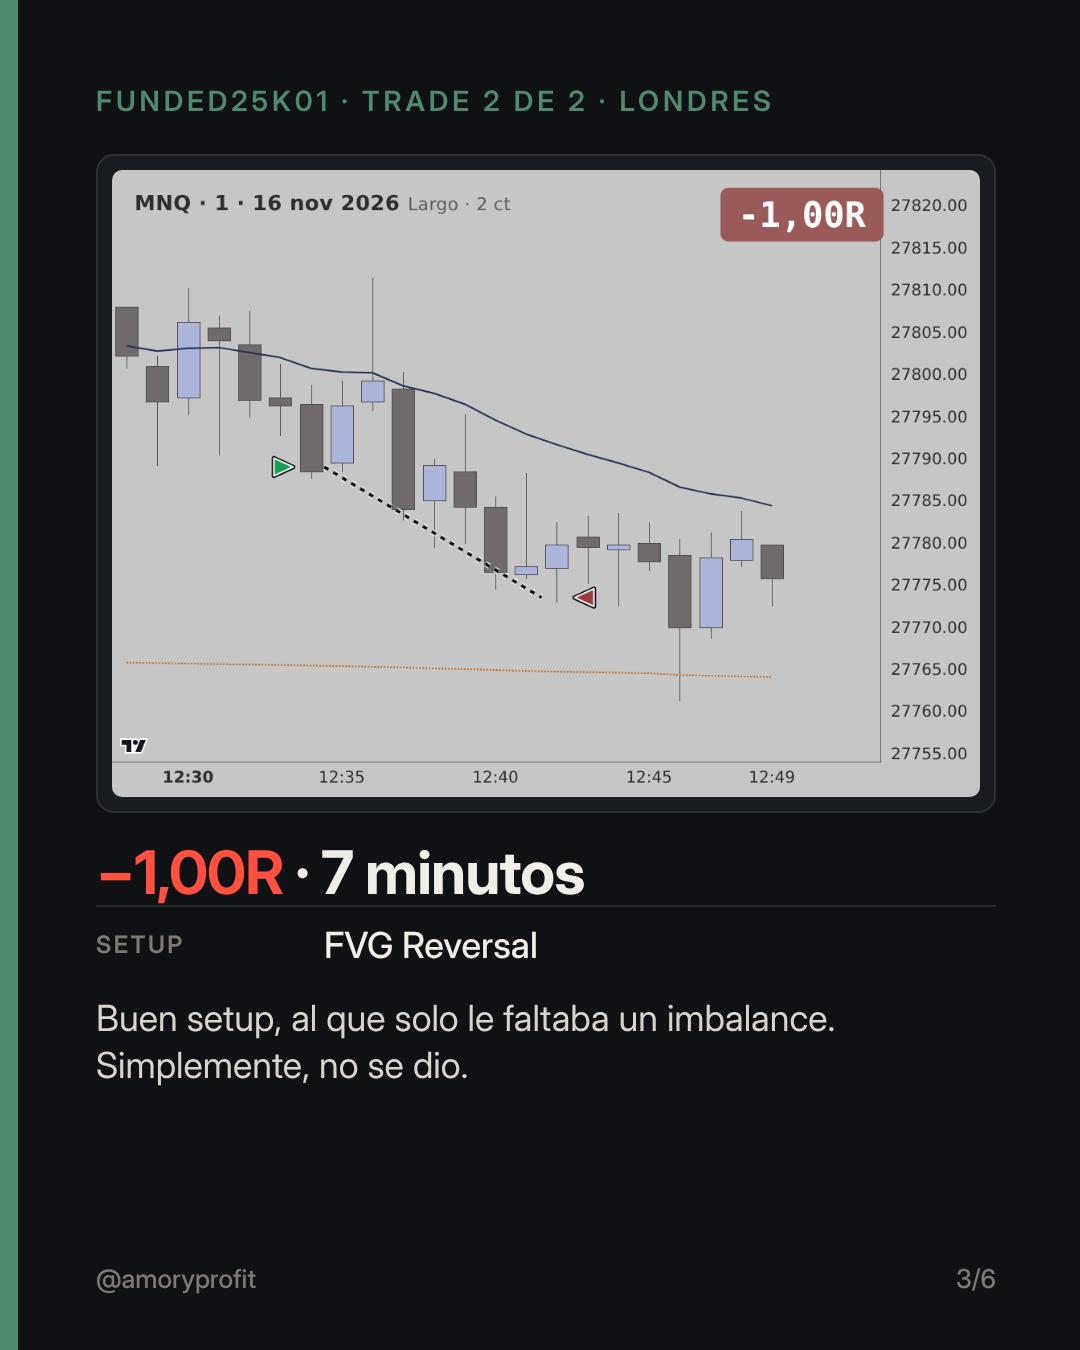 FUNDED25K01 · TRADE 2 DE 2 · LONDRES
MNQ · 1 · 16 nov 2026 Largo · 2 ct
-1,00R
27820.00
27815.00
27810.00
27805.00
27800.00
27795.00
27790.00
27785.00
27780.00
27775.00
27770.00
27765.00
27760.00
27755.00
12:30 12:35 12:40 12:45 12:49
–1,00R · 7 minutos
SETUP FVG Reversal
Buen setup, al que solo le faltaba un imbalance.
Simplemente, no se dio.
@amoryprofit 3/6